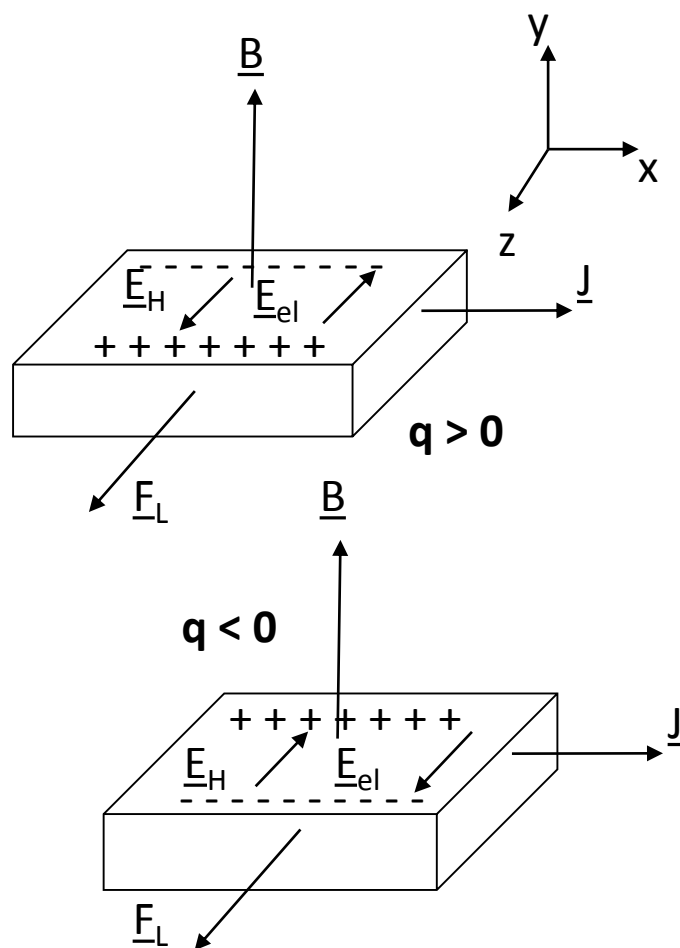 B
y
x
z
- - - - - - - - - -
E_H
E_el
J
+ + + + + + +
q > 0
F_L
B
q < 0
+ + + + + + +
J
E_H
E_el
- - - - - - - - - -
F_L